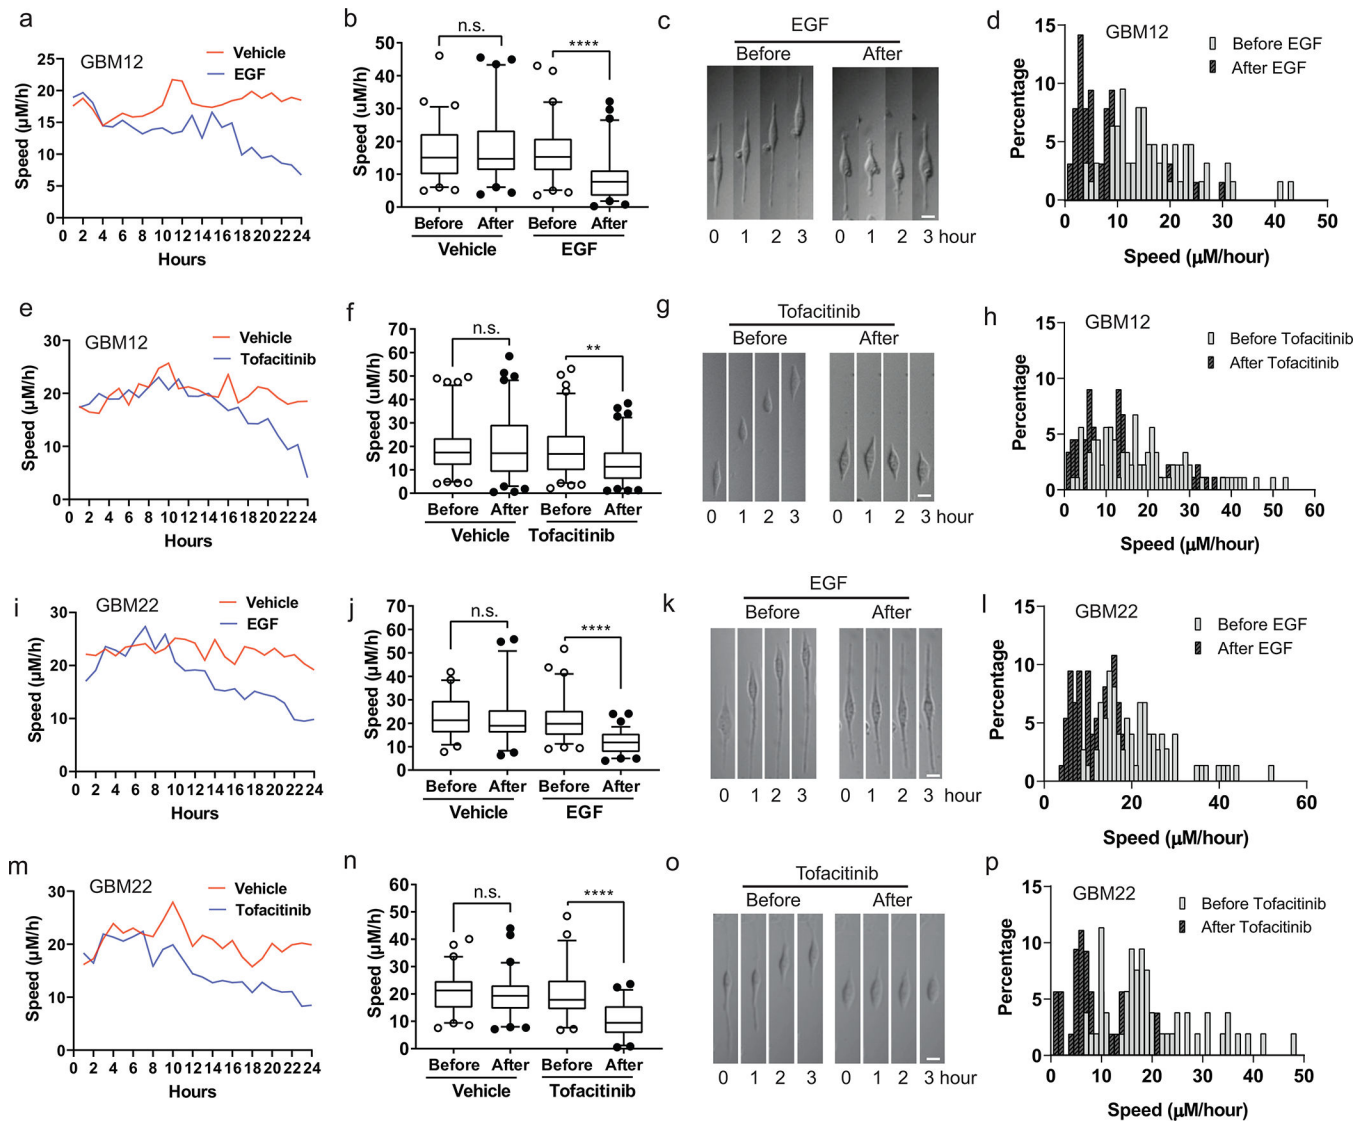 a
GBM12
Vehicle
EGF
Speed (µM/h)
25
20
15
10
5
0
0 2 4 6 8 10 12 14 16 18 20 22 24
Hours
b
n.s.
****
Speed (uM/h)
50
40
30
20
10
0
Before After Before After
Vehicle EGF
c
EGF
Before After
0 1 2 3 0 1 2 3 hour
d
GBM12
Before EGF
After EGF
Percentage
15
10
5
0
0 10 20 30 40 50
Speed (µM/hour)
e
GBM12
Vehicle
Tofacitinib
Speed (µM/h)
30
20
10
0
0 2 4 6 8 10 12 14 16 18 20 22 24
Hours
f
n.s.
**
Speed (µM/h)
70
60
50
40
30
20
10
0
Before After Before After
Vehicle Tofacitinib
g
Tofacitinib
Before After
0 1 2 3 0 1 2 3 hour
h
GBM12
Before Tofacitinib
After Tofacitinib
Percentage
15
10
5
0
0 10 20 30 40 50 60
Speed (µM/hour)
i
GBM22
Vehicle
EGF
Speed (µM/h)
30
20
10
0
0 2 4 6 8 10 12 14 16 18 20 22 24
Hours
j
n.s.
****
Speed (µM/h)
70
60
50
40
30
20
10
0
Before After Before After
Vehicle EGF
k
EGF
Before After
0 1 2 3 0 1 2 3 hour
l
GBM22
Before EGF
After EGF
Percentage
15
10
5
0
0 20 40 60
Speed (µM/hour)
m
GBM22
Vehicle
Tofacitinib
Speed (µM/h)
30
20
10
0
0 2 4 6 8 10 12 14 16 18 20 22 24
Hours
n
n.s.
****
Speed (µM/h)
60
50
40
30
20
10
0
Before After Before After
Vehicle Tofacitinib
o
Tofacitinib
Before After
0 1 2 3 0 1 2 3 hour
p
GBM22
Before Tofacitinib
After Tofacitinib
Percentage
15
10
5
0
0 10 20 30 40 50
Speed (µM/hour)